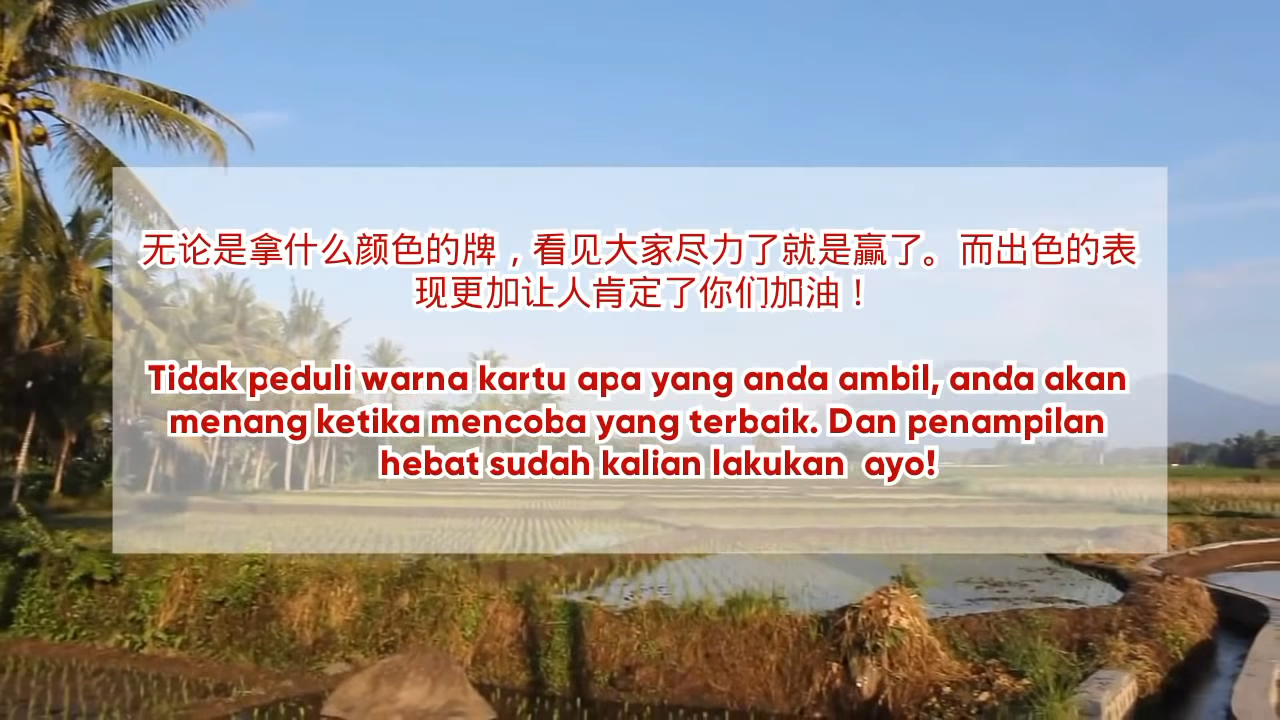 无论是拿什么颜色的牌，看见大家尽力了就是赢了。而出色的表
现更加让人肯定了你们加油！
Tidak peduli warna kartu apa yang anda ambil, anda akan
menang ketika mencoba yang terbaik. Dan penampilan
hebat sudah kalian lakukan ayo!